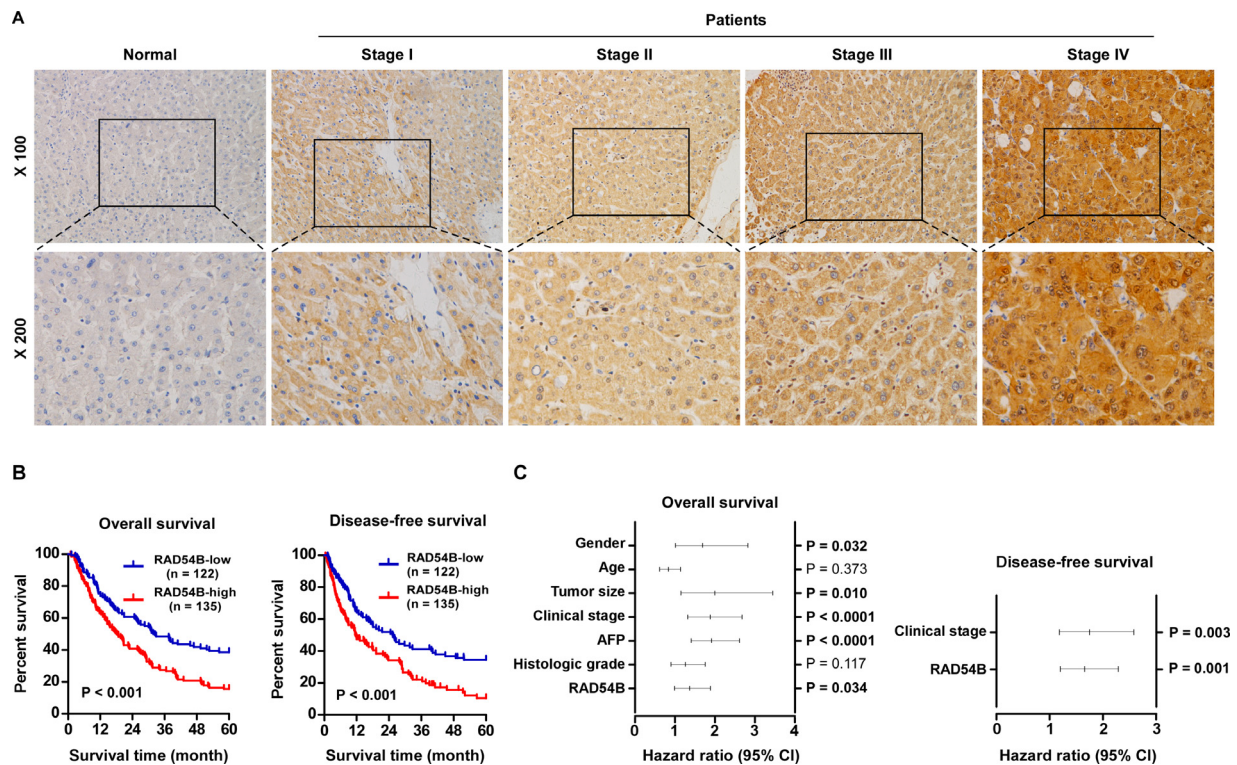 A
Patients
Normal
Stage I
Stage II
Stage III
Stage IV
X 100
X 200
B
Overall survival
Percent survival
100
80
60
40
20
0
RAD54B-low
(n = 122)
RAD54B-high
(n = 135)
P < 0.001
0 12 24 36 48 60
Survival time (month)
Disease-free survival
Percent survival
100
80
60
40
20
0
RAD54B-low
(n = 122)
RAD54B-high
(n = 135)
P < 0.001
0 12 24 36 48 60
Survival time (month)
C
Overall survival
Gender P = 0.032
Age P = 0.373
Tumor size P = 0.010
Clinical stage P < 0.0001
AFP P < 0.0001
Histologic grade P = 0.117
RAD54B P = 0.034
0 1 2 3 4
Hazard ratio (95% CI)
Disease-free survival
Clinical stage P = 0.003
RAD54B P = 0.001
0 1 2 3
Hazard ratio (95% CI)